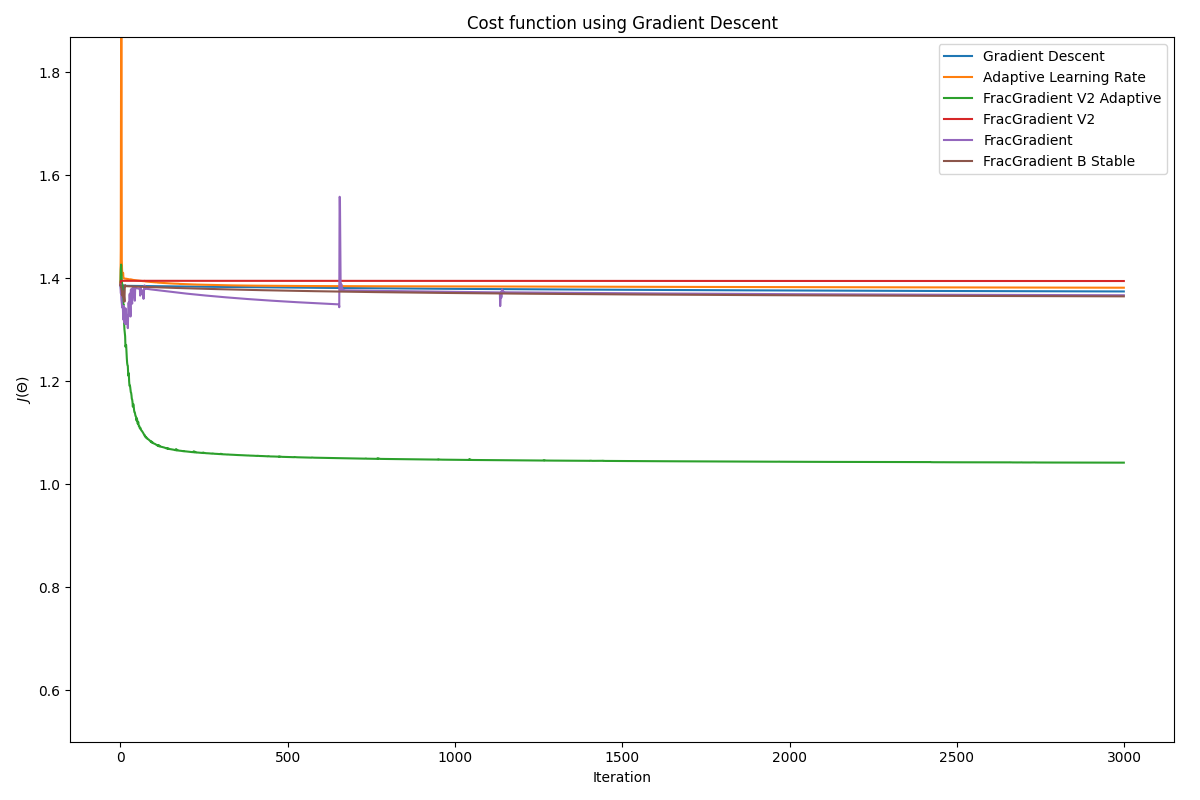 Cost function using Gradient Descent
Gradient Descent
Adaptive Learning Rate
FracGradient V2 Adaptive
FracGradient V2
FracGradient
FracGradient B Stable
1.8
1.6
1.4
1.2
1.0
0.8
0.6
J(Θ)
0
500
1000
1500
2000
2500
3000
Iteration